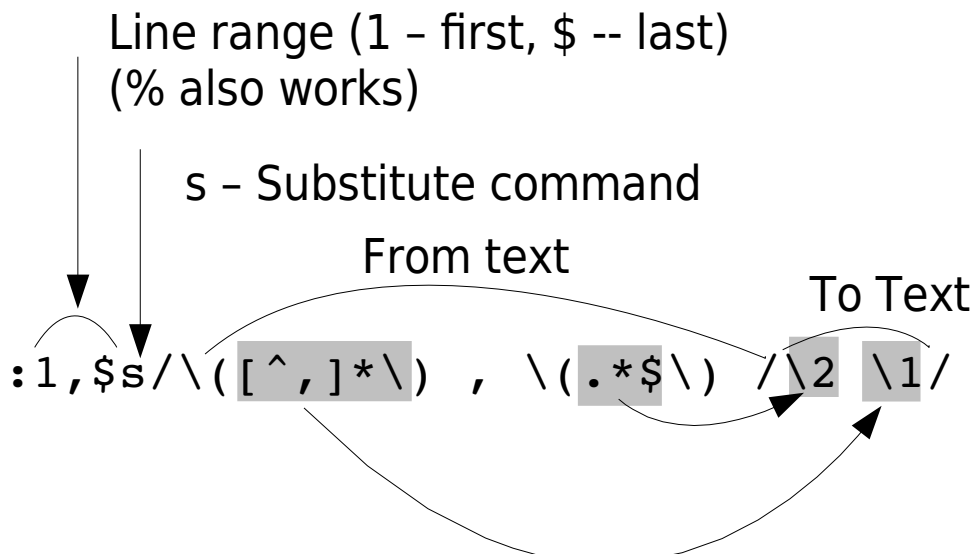 Line range (1 – first, $ -- last)
(% also works)
s – Substitute command
From text
To Text
:1,$s/\([^,]*\) , \(.*$\) /\2 \1/